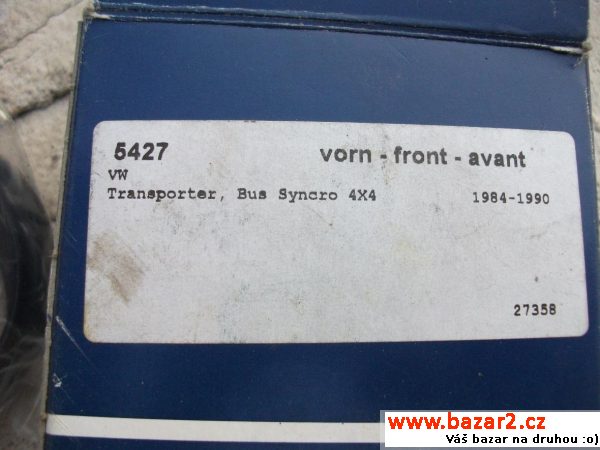 5427 vorn - front - avant
VW
Transporter, Bus Syncro 4X4 1984-1990
27358
www.bazar2.cz
Váš bazar na druhou :o)